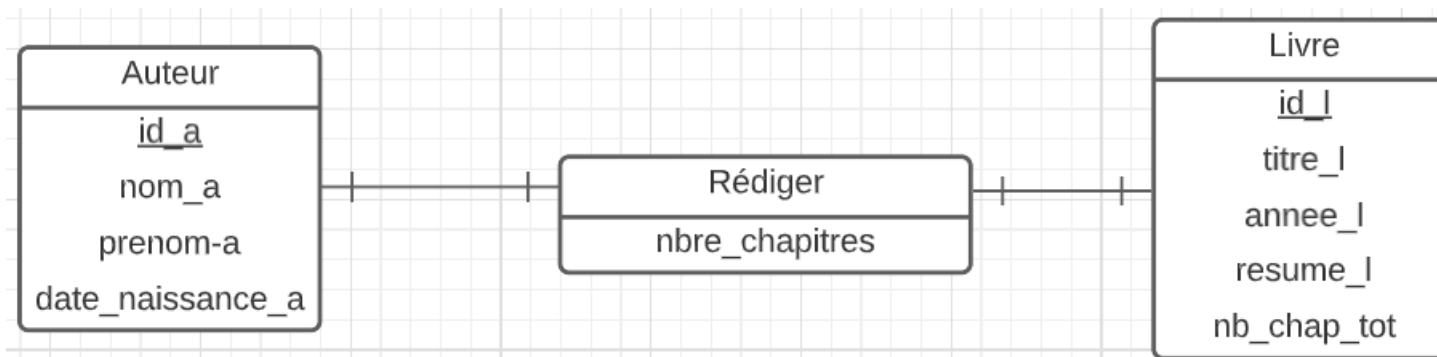 Auteur
id_a
nom_a
prenom-a
date_naissance_a
Rédiger
nbre_chapitres
Livre
id_l
titre_l
annee_l
resume_l
nb_chap_tot